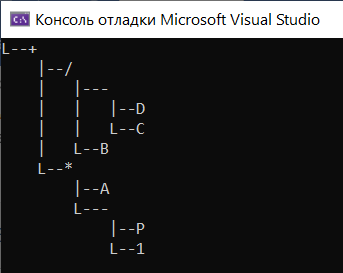 Консоль отладки Microsoft Visual Studio
L--+
    |--/
    |   |---
    |   |   |--D
    |   |   L--C
    |   L--B
    L--*
        |--A
        L---
            |--P
            L--1